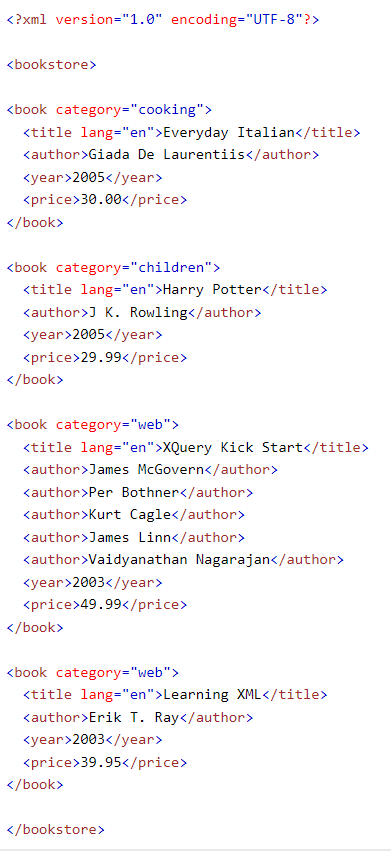 <?xml version="1.0" encoding="UTF-8"?>
<bookstore>
<book category="cooking">
<title lang="en">Everyday Italian</title>
<author>Giada De Laurentiis</author>
<year>2005</year>
<price>30.00</price>
</book>
<book category="children">
<title lang="en">Harry Potter</title>
<author>J K. Rowling</author>
<year>2005</year>
<price>29.99</price>
</book>
<book category="web">
<title lang="en">XQuery Kick Start</title>
<author>James McGovern</author>
<author>Per Bothner</author>
<author>Kurt Cagle</author>
<author>James Linn</author>
<author>Vaidyanathan Nagarajan</author>
<year>2003</year>
<price>49.99</price>
</book>
<book category="web">
<title lang="en">Learning XML</title>
<author>Erik T. Ray</author>
<year>2003</year>
<price>39.95</price>
</book>
</bookstore>